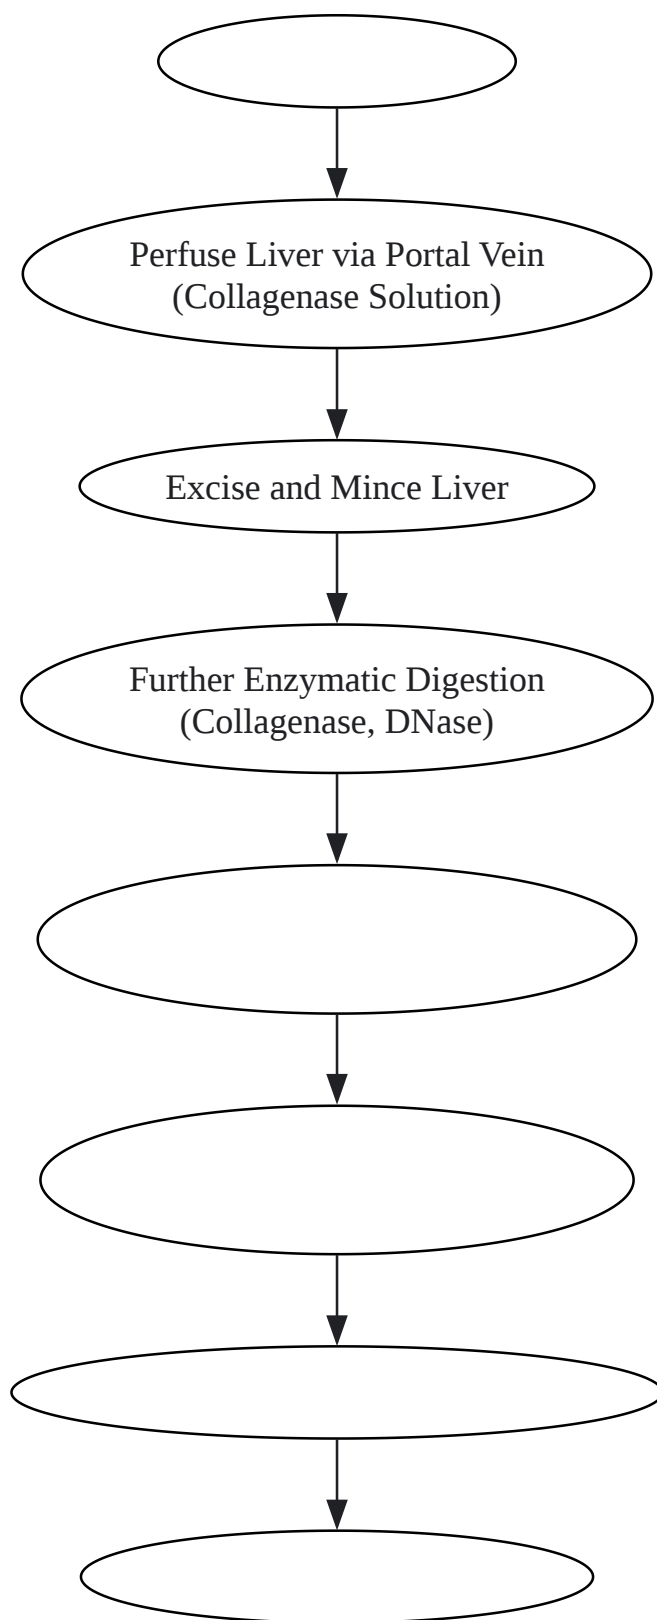 Perfuse Liver via Portal Vein
(Collagenase Solution)
Excise and Mince Liver
Further Enzymatic Digestion
(Collagenase, DNase)